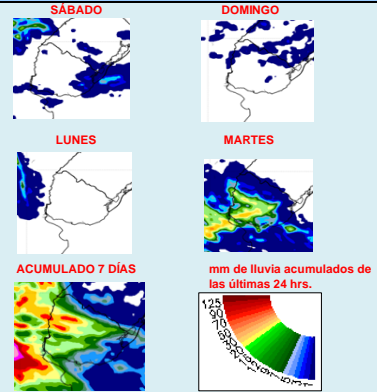 SÁBADO
DOMINGO
LUNES
MARTES
ACUMULADO 7 DÍAS
mm de lluvia acumulados de
las últimas 24 hrs.
125
90
70